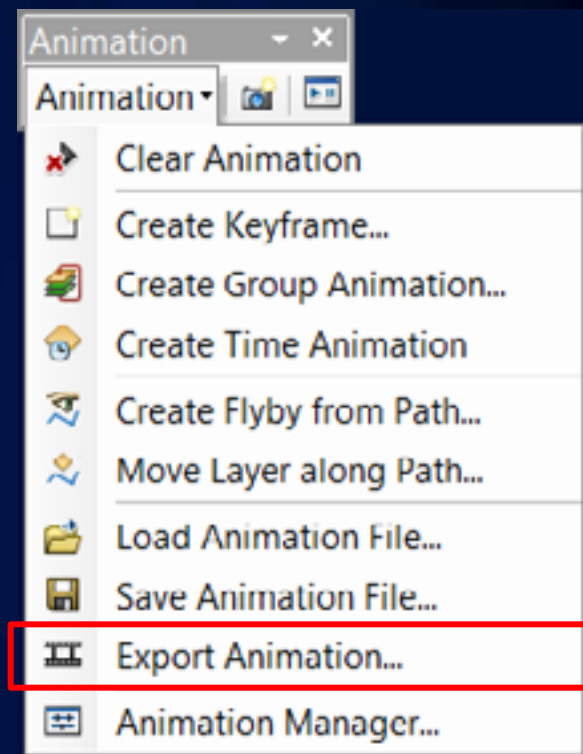 Animation
Animation
Clear Animation
Create Keyframe...
Create Group Animation...
Create Time Animation
Create Flyby from Path...
Move Layer along Path...
Load Animation File...
Save Animation File...
Export Animation...
Animation Manager...